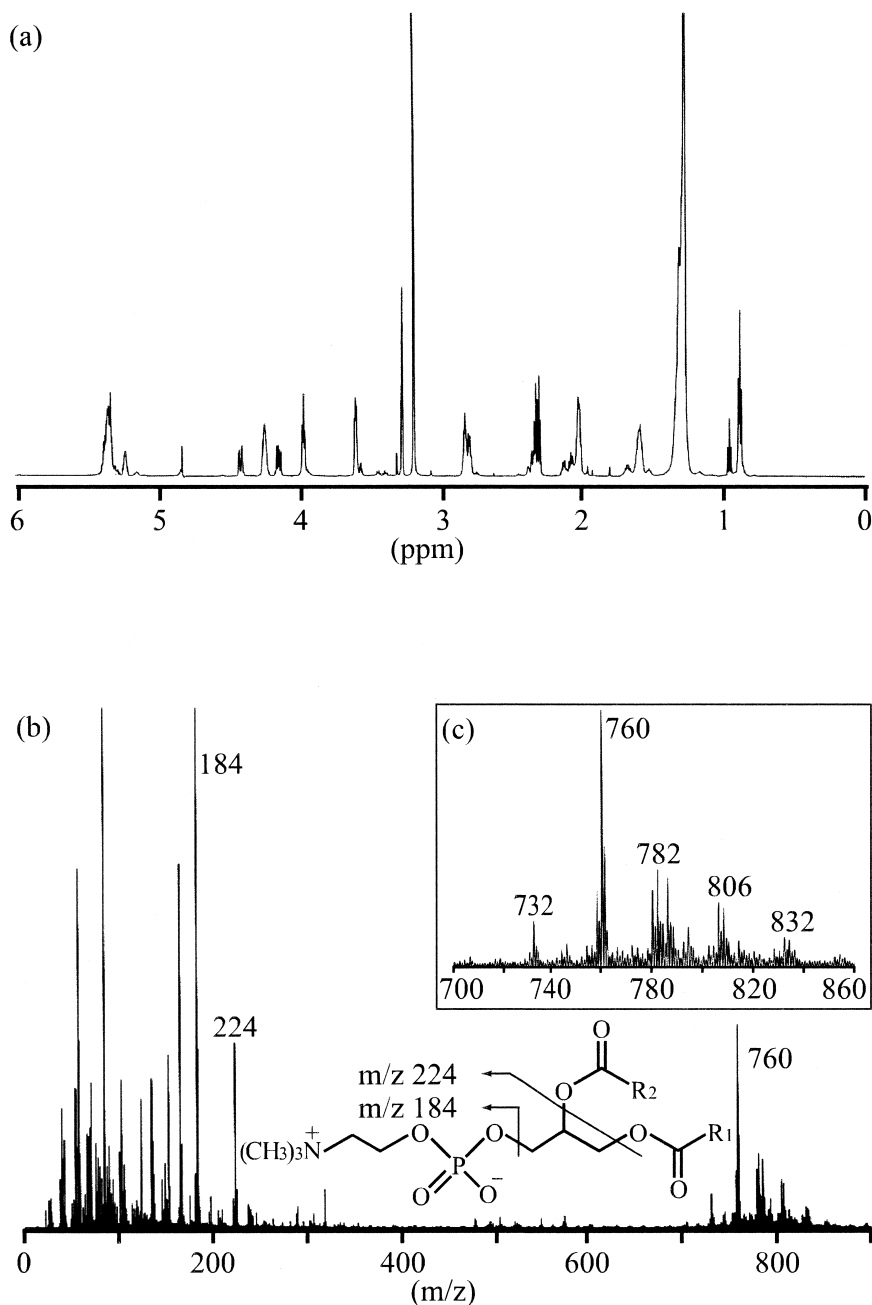 (a)
6 5 4 3 2 1 0
(ppm)
(b)
184
224
(c)
760
732
782
806
832
700 740 780 820 860
760
m/z 224
m/z 184
O
R2
O
O
O
O
R1
O
(CH3)3N
+
P
O
O
−
0 200 400 600 800
(m/z)